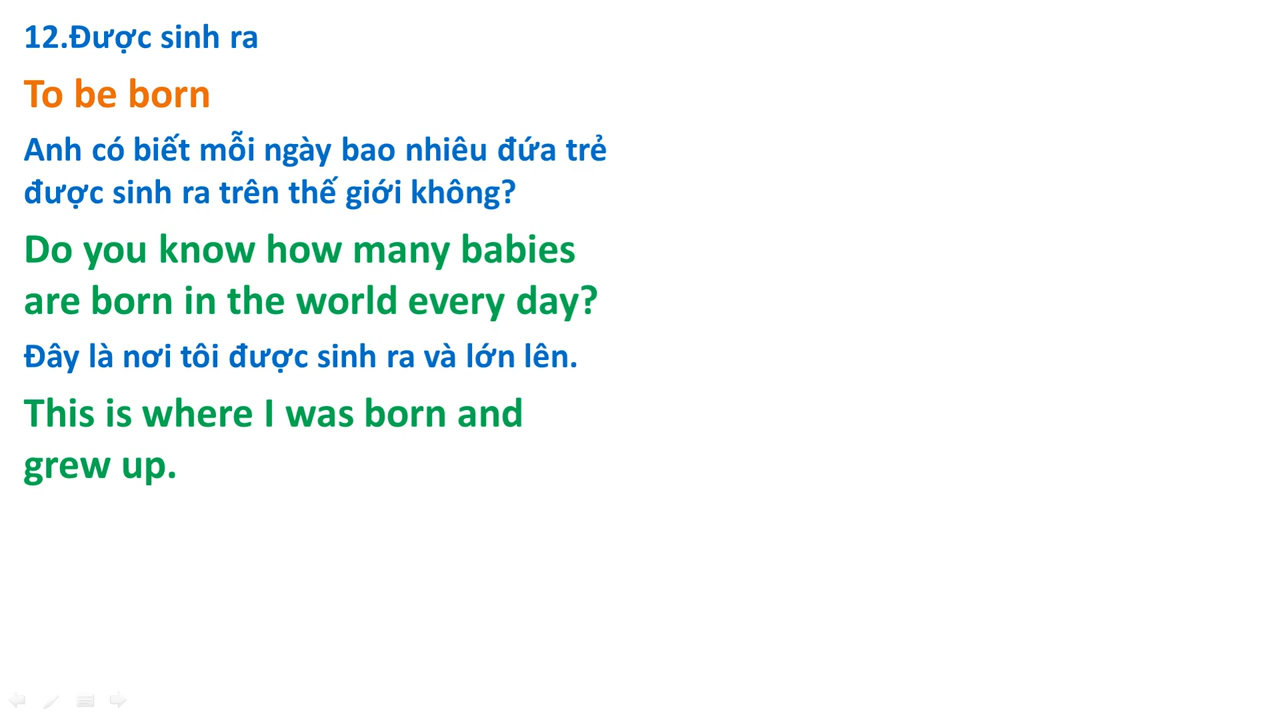 12.Được sinh ra
To be born
Anh có biết mỗi ngày bao nhiêu đứa trẻ
được sinh ra trên thế giới không?
Do you know how many babies
are born in the world every day?
Đây là nơi tôi được sinh ra và lớn lên.
This is where I was born and
grew up.